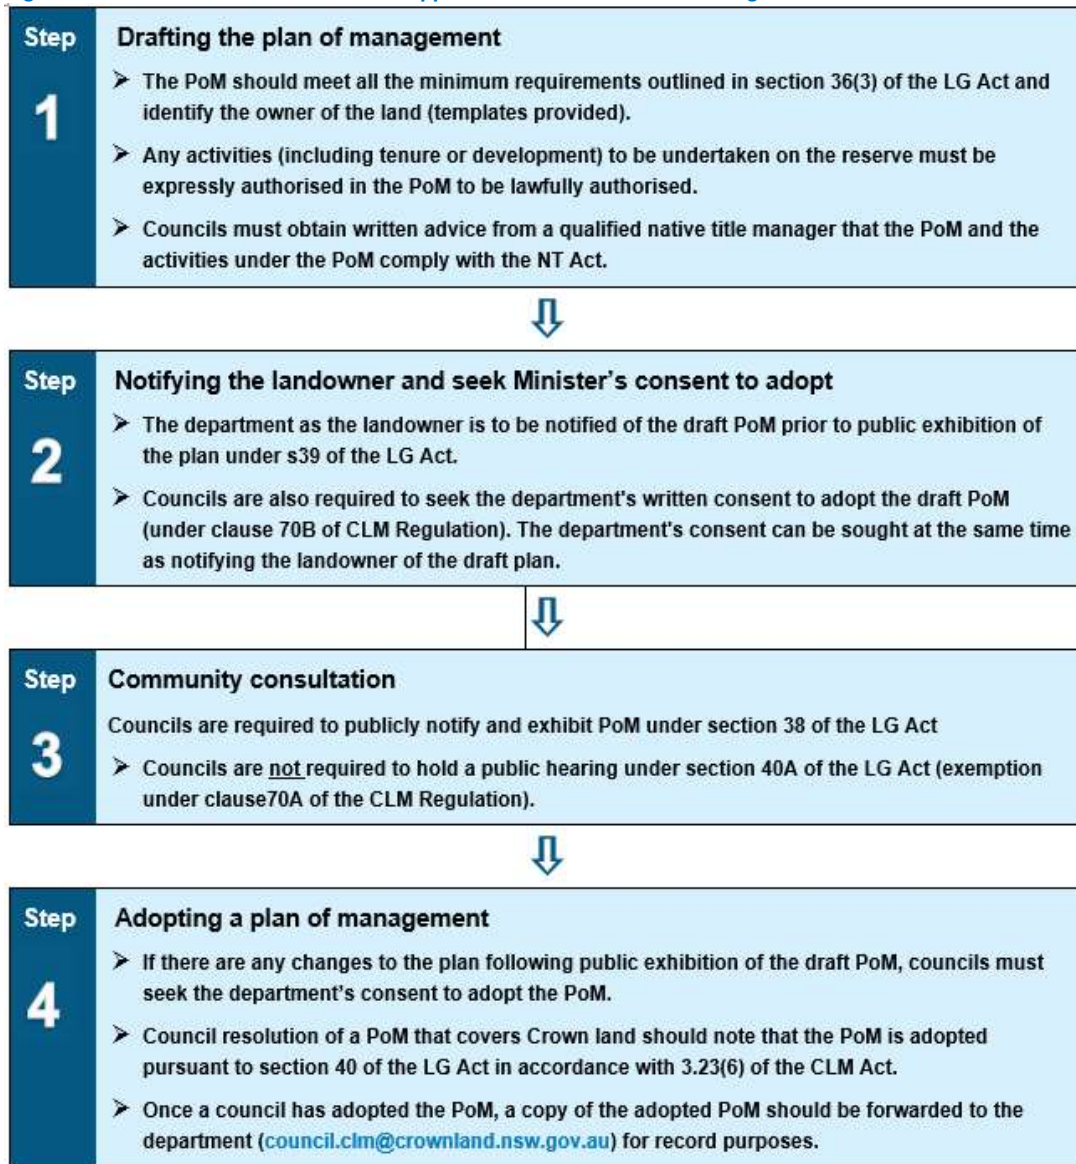 Step
1
Drafting the plan of management
➤ The PoM should meet all the minimum requirements outlined in section 36(3) of the LG Act and
identify the owner of the land (templates provided).
➤ Any activities (including tenure or development) to be undertaken on the reserve must be
expressly authorised in the PoM to be lawfully authorised.
➤ Councils must obtain written advice from a qualified native title manager that the PoM and the
activities under the PoM comply with the NT Act.
Step
2
Notifying the landowner and seek Minister's consent to adopt
➤ The department as the landowner is to be notified of the draft PoM prior to public exhibition of
the plan under s39 of the LG Act.
➤ Councils are also required to seek the department's written consent to adopt the draft PoM
(under clause 70B of CLM Regulation). The department's consent can be sought at the same time
as notifying the landowner of the draft plan.
Step
3
Community consultation
Councils are required to publicly notify and exhibit PoM under section 38 of the LG Act
➤ Councils are not required to hold a public hearing under section 40A of the LG Act (exemption
under clause70A of the CLM Regulation).
Step
4
Adopting a plan of management
➤ If there are any changes to the plan following public exhibition of the draft PoM, councils must
seek the department's consent to adopt the PoM.
➤ Council resolution of a PoM that covers Crown land should note that the PoM is adopted
pursuant to section 40 of the LG Act in accordance with 3.23(6) of the CLM Act.
➤ Once a council has adopted the PoM, a copy of the adopted PoM should be forwarded to the
department (council.clm@crownland.nsw.gov.au) for record purposes.